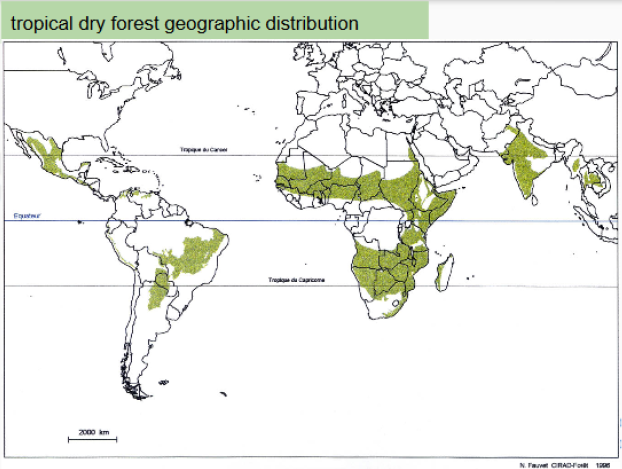 tropical dry forest geographic distribution
Tropique du Cancer
Equateur
Tropique du Capricorne
2000 km
N. Fauvet CIRAD-Forêt 1996